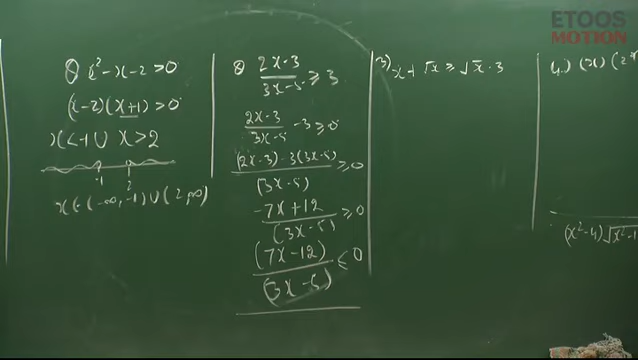 ETOOS
MOTION
① x² - x - 2 > 0
(x-2)(x+1) > 0
x < -1 ∪ x > 2
-1 2
x ∈ (-∞, -1) ∪ (2, ∞)
② 2x-3 / 3x-5 ≥ 3
2x-3 / 3x-5 - 3 ≥ 0
(2x-3) - 3(3x-5) / (3x-5) ≥ 0
-7x+12 / (3x-5) ≥ 0
(7x-12) / (3x-5) ≤ 0
3) x-1 √x ≥ √x - 3
4.)
(x²-4)√x²-1